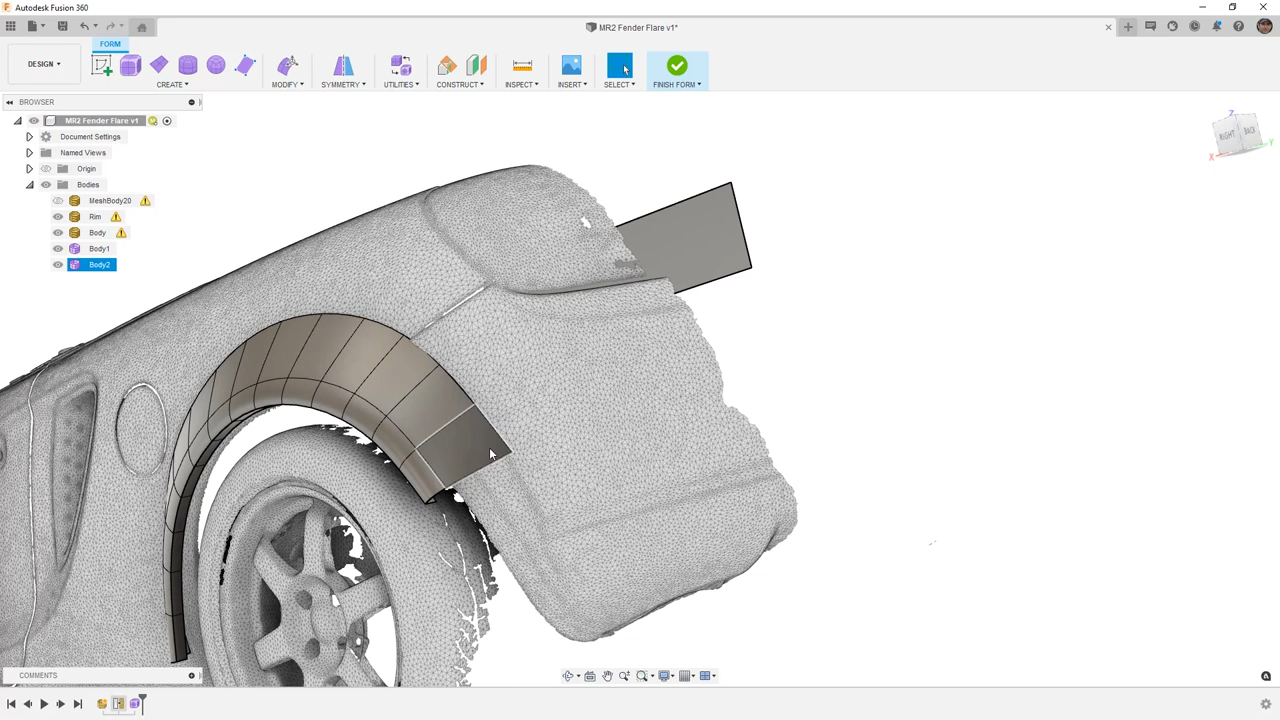 Autodesk Fusion 360
MR2 Fender Flare v1*
FORM
DESIGN
CREATE
MODIFY
SYMMETRY
UTILITIES
CONSTRUCT
INSPECT
INSERT
SELECT
FINISH FORM
BROWSER
MR2 Fender Flare v1
Document Settings
Named Views
Origin
Bodies
MeshBody20
Rim
Body
Body1
Body2
Z
RIGHT
BACK
X
Y
COMMENTS